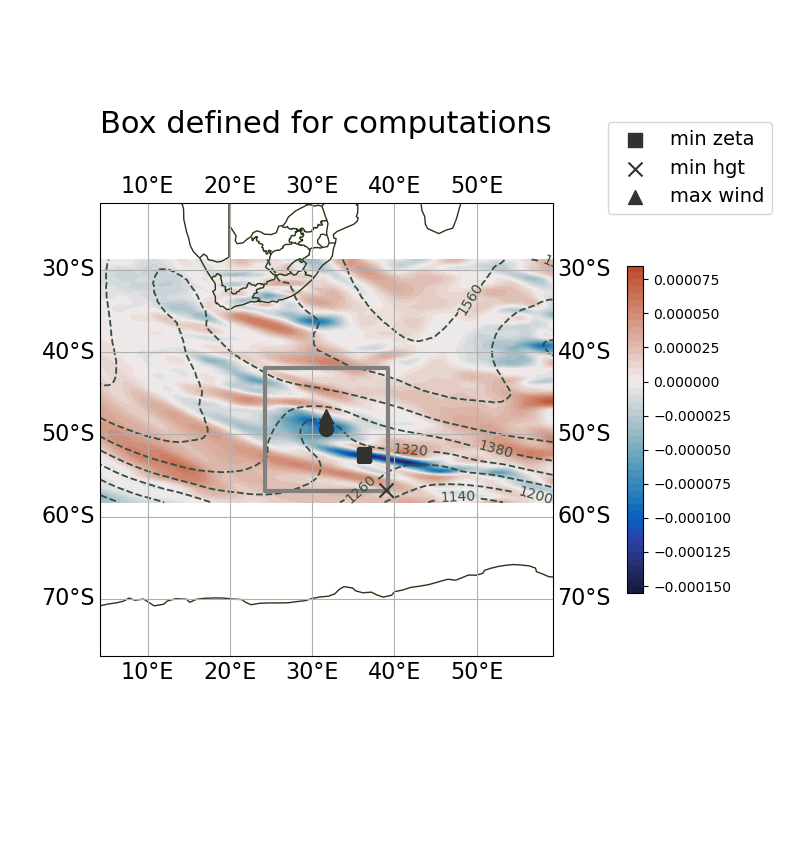 Box defined for computations
min zeta
min hgt
max wind
10°E 20°E 30°E 40°E 50°E
30°S 30°S
40°S 40°S
50°S 50°S
60°S 60°S
70°S 70°S
10°E 20°E 30°E 40°E 50°E
1560
1320
1380
1260
1140
1200
0.000075
0.000050
0.000025
0.000000
−0.000025
−0.000050
−0.000075
−0.000100
−0.000125
−0.000150